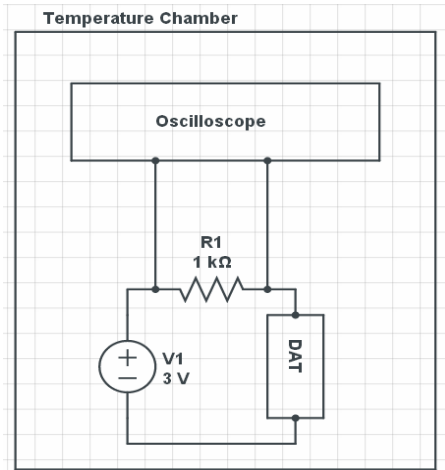 Temperature Chamber
Oscilloscope
R1
1 kΩ
V1
3 V
DAT